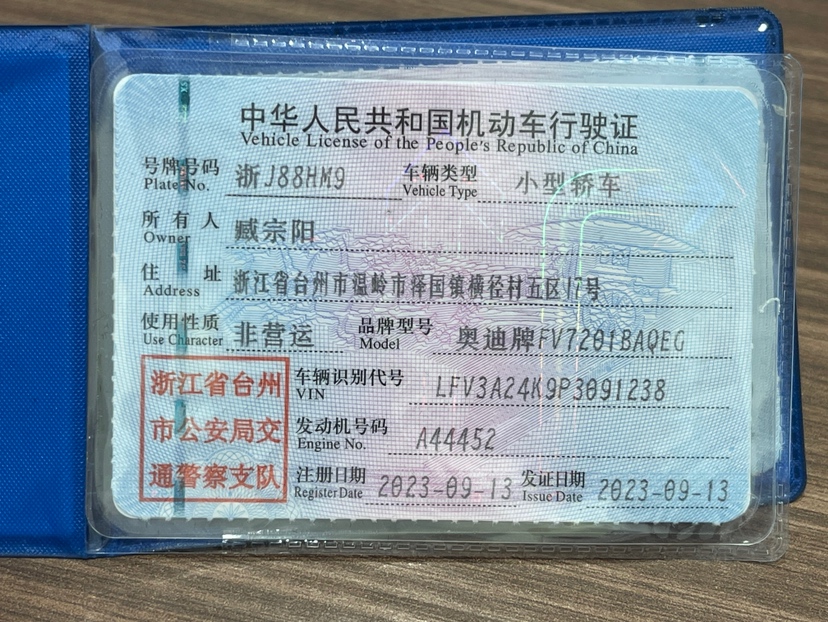 中华人民共和国机动车行驶证
Vehicle License of the People's Republic of China
号牌号码 浙J88HM9 车辆类型 小型轿车
Plate No. Vehicle Type
所有人 臧宗阳
Owner
住址 浙江省台州市温岭市泽国镇横径村五区17号
Address
使用性质 非营运 品牌型号 奥迪牌FV7201BAQEG
Use Character Model
浙江省台州
市公安局交
通警察支队
车辆识别代号 LFV3A24K9P3091238
VIN
发动机号码 A44452
Engine No.
注册日期 2023-09-13 发证日期 2023-09-13
Register Date Issue Date